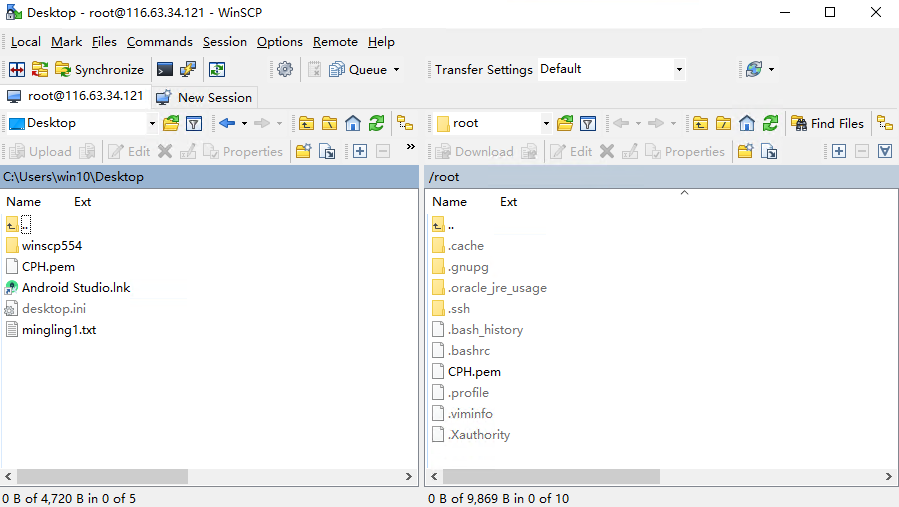 Desktop - root@116.63.34.121 - WinSCP
Local Mark Files Commands Session Options Remote Help
Synchronize Queue Transfer Settings Default
root@116.63.34.121 New Session
Desktop root Find Files
Upload Edit Properties » Download Edit Properties
C:\Users\win10\Desktop /root
Name Ext Name Ext
.. ..
winscp554 .cache
CPH.pem .gnupg
Android Studio.lnk .oracle_jre_usage
desktop.ini .ssh
mingling1.txt .bash_history
.bashrc
CPH.pem
.profile
.viminfo
.Xauthority
0 B of 4,720 B in 0 of 5 0 B of 9,869 B in 0 of 10